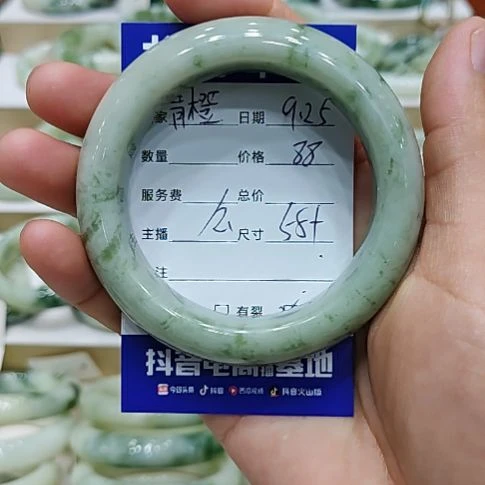 家 青橙 日期 9.25
数量 价格 88
服务费 总价
主播 尺寸 58+
注
有裂
抖音电商 基地
今日头条 抖音 西瓜视频 抖音火山版